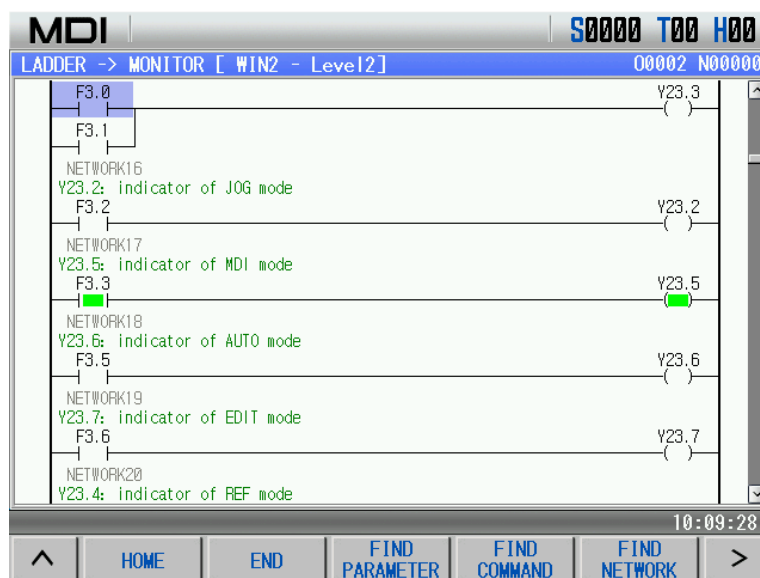 MDI S0000 T00 H00
LADDER -> MONITOR [ WIN2 - Level2] O0002 N00000
F3.0 Y23.3
F3.1
NETWORK16
Y23.2: indicator of JOG mode
F3.2 Y23.2
NETWORK17
Y23.5: indicator of MDI mode
F3.3 Y23.5
NETWORK18
Y23.6: indicator of AUTO mode
F3.5 Y23.6
NETWORK19
Y23.7: indicator of EDIT mode
F3.6 Y23.7
NETWORK20
Y23.4: indicator of REF mode
10:09:28
HOME END FIND PARAMETER FIND COMMAND FIND NETWORK >